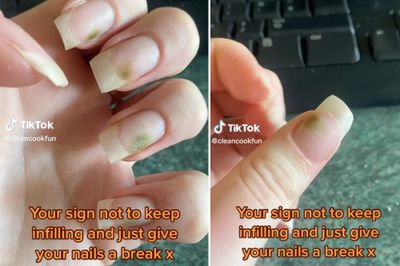 TikTok
@cleancookfun
Your sign not to keep
infilling and just give
your nails a break x
TikTok
@cleancookfun
Your sign not to keep
infilling and just give
your nails a break x